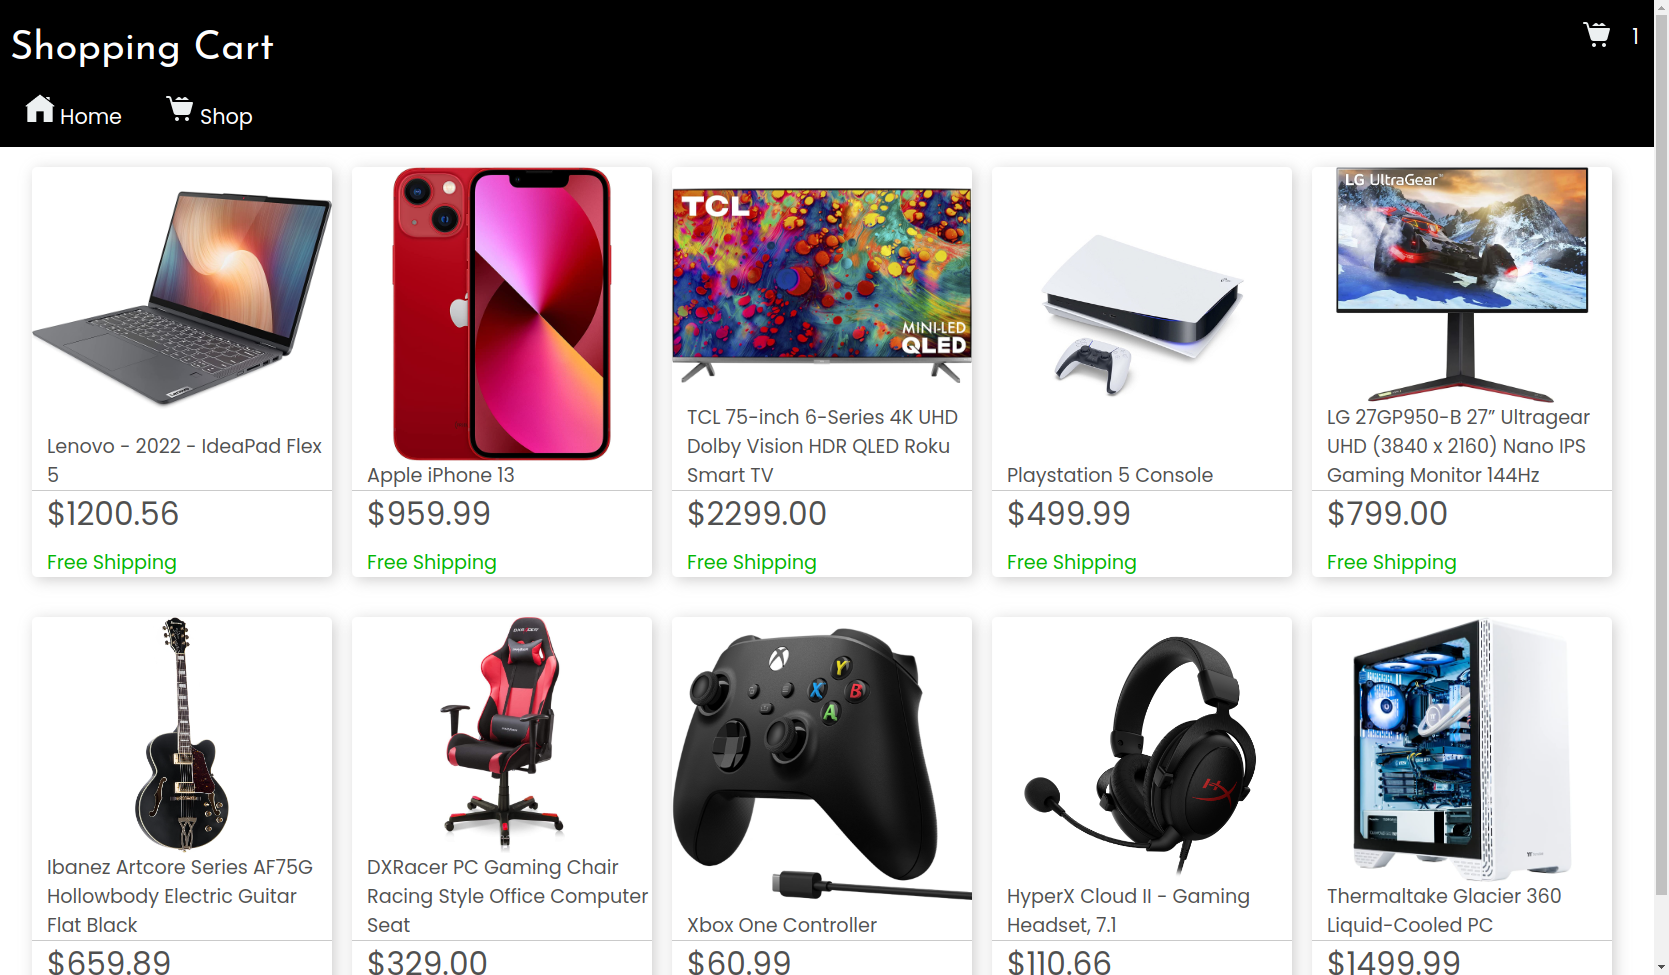 Shopping Cart
1
Home
Shop
TCL
MINI-LED
QLED
LG UltraGear
Lenovo - 2022 - IdeaPad Flex
5
$1200.56
Free Shipping
Apple iPhone 13
$959.99
Free Shipping
TCL 75-inch 6-Series 4K UHD
Dolby Vision HDR QLED Roku
Smart TV
$2299.00
Free Shipping
Playstation 5 Console
$499.99
Free Shipping
LG 27GP950-B 27” Ultragear
UHD (3840 x 2160) Nano IPS
Gaming Monitor 144Hz
$799.00
Free Shipping
Ibanez Artcore Series AF75G
Hollowbody Electric Guitar
Flat Black
$659.89
DXRACER
DXRacer PC Gaming Chair
Racing Style Office Computer
Seat
$329.00
Y
X
B
A
Xbox One Controller
$60.99
HX
HyperX Cloud II - Gaming
Headset, 7.1
$110.66
Thermaltake Glacier 360
Liquid-Cooled PC
$1499.99